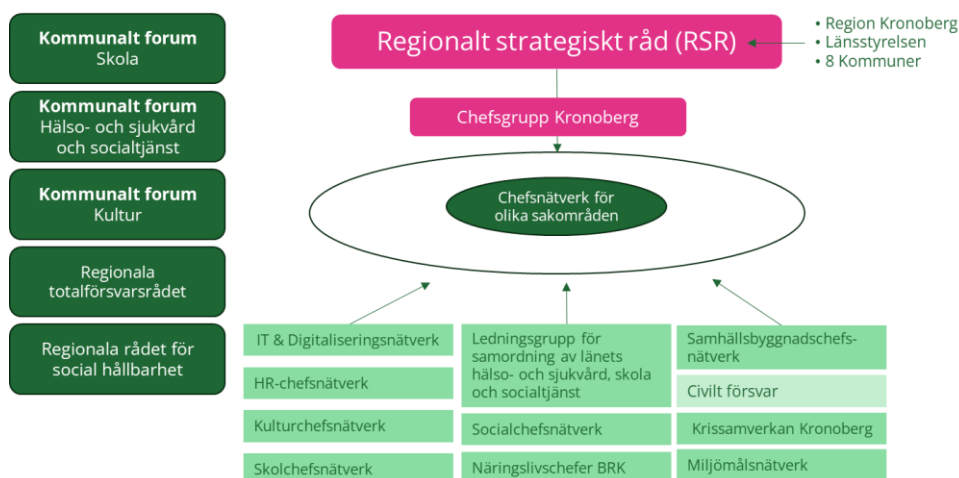 Kommunalt forum
Skola
Kommunalt forum
Hälso- och sjukvård
och socialtjänst
Kommunalt forum
Kultur
Regionala
totalförsvarsrådet
Regionala rådet för
social hållbarhet
Regionalt strategiskt råd (RSR)
• Region Kronoberg
• Länsstyrelsen
• 8 Kommuner
Chefsgrupp Kronoberg
Chefsnätverk för
olika sakområden
IT & Digitaliseringsnätverk
HR-chefsnätverk
Kulturchefsnätverk
Skolchefsnätverk
Ledningsgrupp för
samordning av länets
hälso- och sjukvård, skola
och socialtjänst
Socialchefsnätverk
Näringslivschefer BRK
Samhällsbyggnadschefs-
nätverk
Civilt försvar
Krissamverkan Kronoberg
Miljömålsnätverk